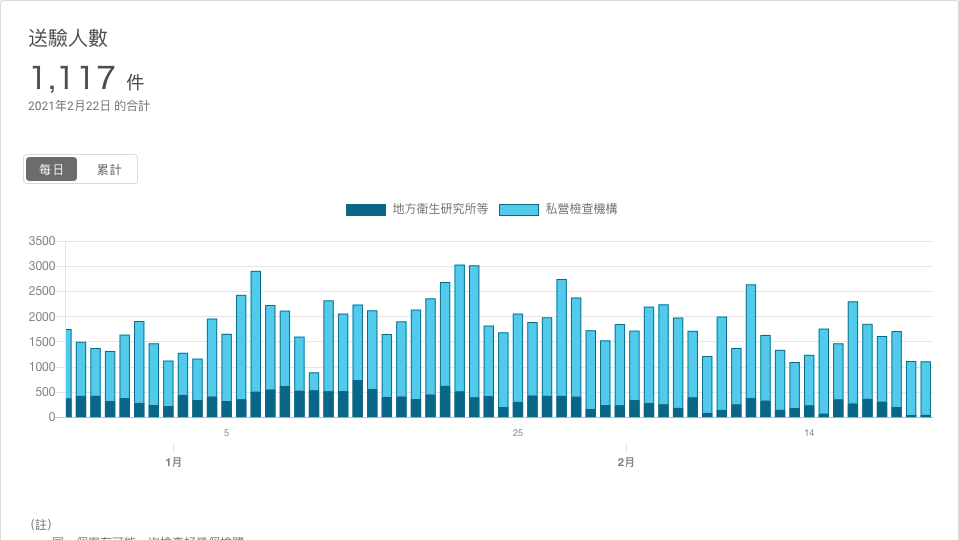 送驗人數
1,117 件
2021年2月22日 的合計
每日 累計
地方衛生研究所等 私營檢查機構
3500
3000
2500
2000
1500
1000
500
0
5 25 14
1月 2月
（註）